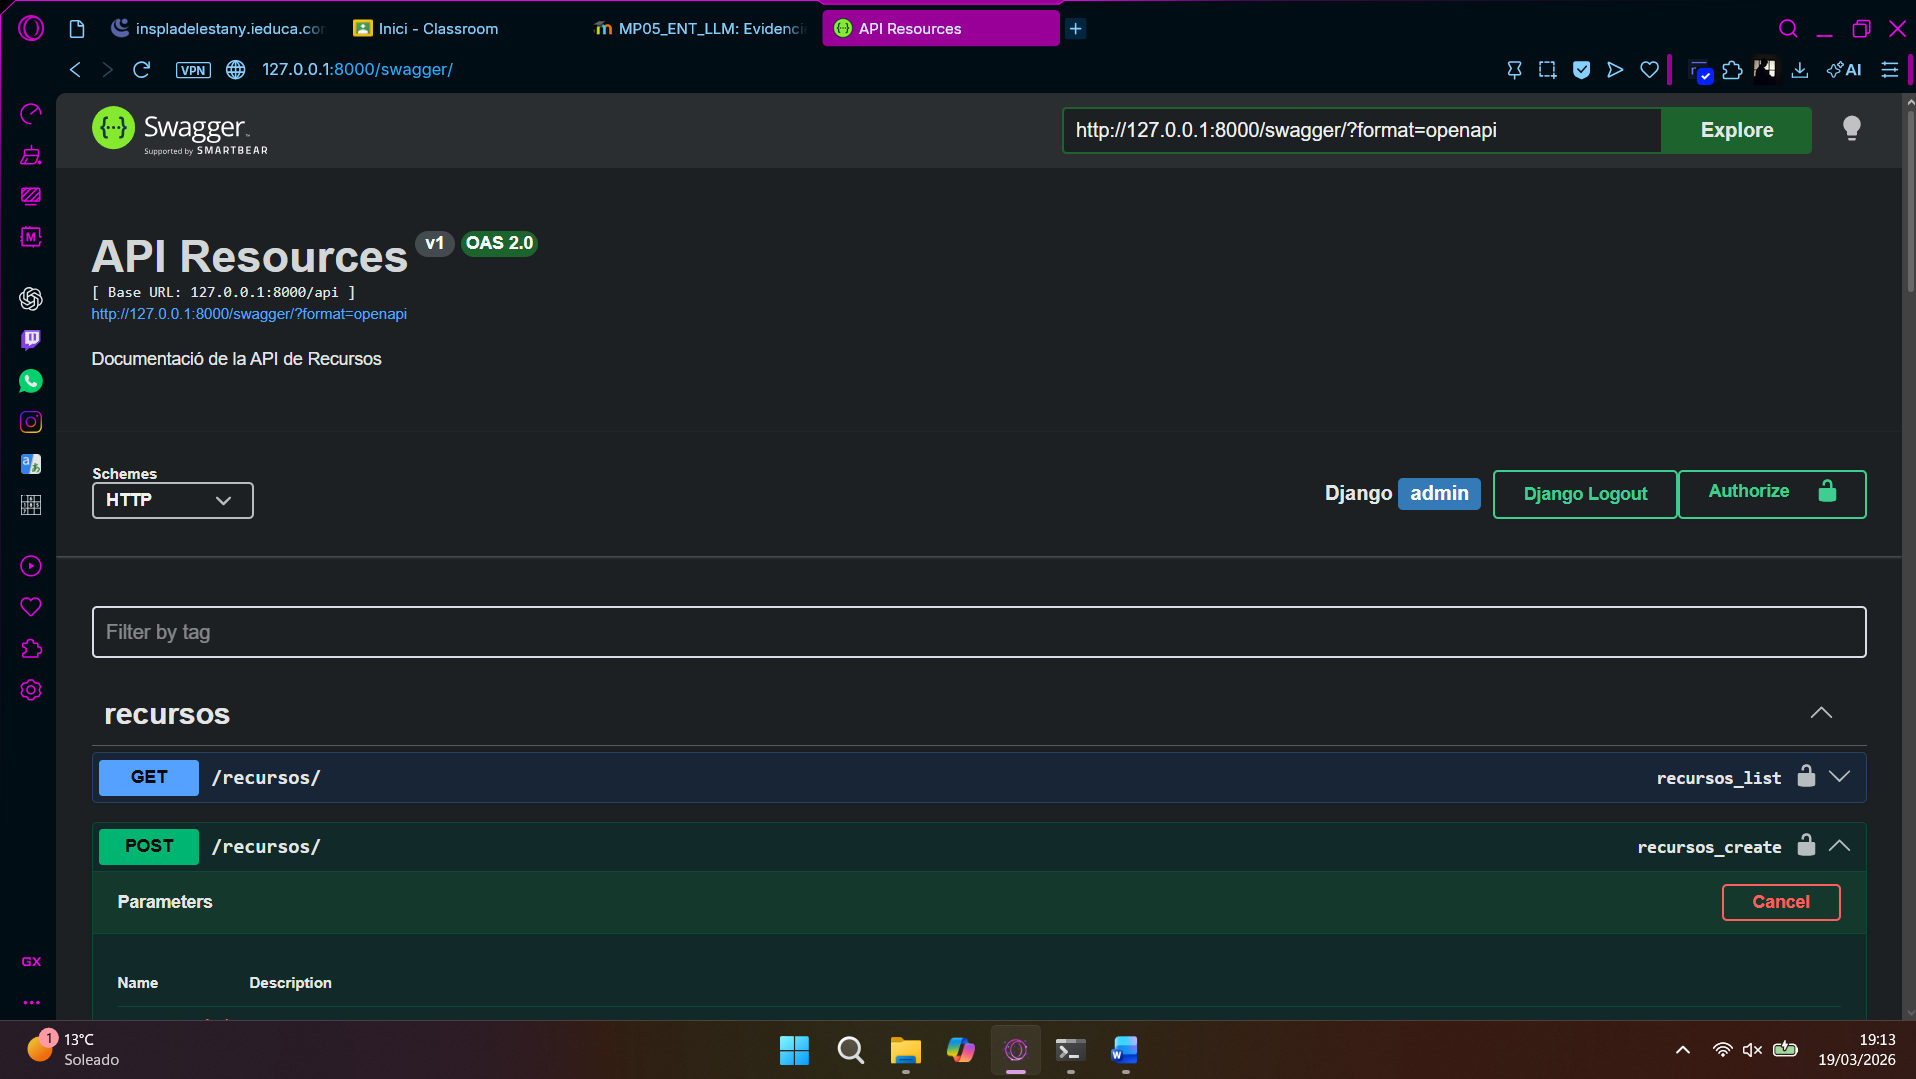 inspladelestany.ieduca.con
Inici - Classroom
MP05_ENT_LLM: Evidenci
API Resources
VPN
127.0.0.1:8000/swagger/
AI
Swagger
Supported by SMARTBEAR
http://127.0.0.1:8000/swagger/?format=openapi
Explore
API Resources v1 OAS 2.0
[ Base URL: 127.0.0.1:8000/api ]
http://127.0.0.1:8000/swagger/?format=openapi
Documentació de la API de Recursos
Schemes
HTTP
Django admin
Django Logout
Authorize
Filter by tag
recursos
GET /recursos/ recursos_list
POST /recursos/ recursos_create
Parameters
Cancel
Name Description
GX
1
13°C
Soleado
19:13
19/03/2026